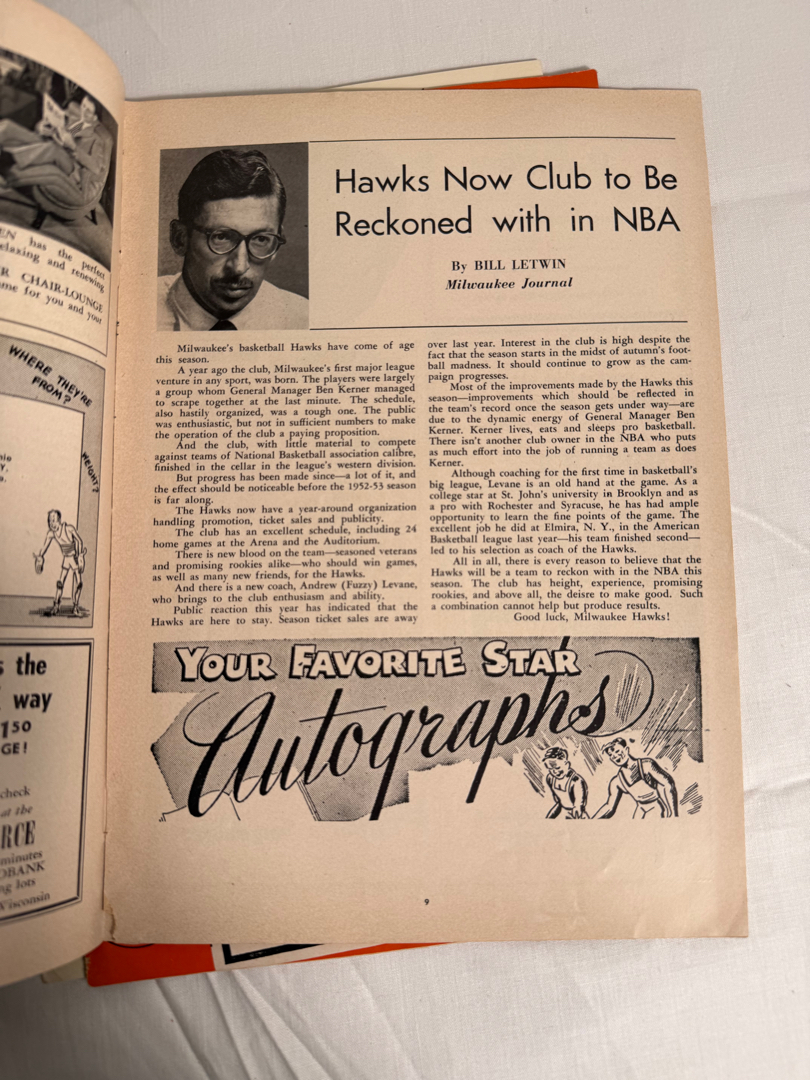 EN has the perfect
elaxing and renewing
R CHAIR-LOUNGE
ame for you and your
WHERE THEY'RE
FROM?
HEIGHT?
s the
way
1 50
GE!
check
at the
RCE
minutes
OBANK
ng lots
Wisconsin
Hawks Now Club to Be
Reckoned with in NBA
By BILL LETWIN
Milwaukee Journal
Milwaukee's basketball Hawks have come of age
this season.
A year ago the club, Milwaukee's first major league
venture in any sport, was born. The players were largely
a group whom General Manager Ben Kerner managed
to scrape together at the last minute. The schedule,
also hastily organized, was a tough one. The public
was enthusiastic, but not in sufficient numbers to make
the operation of the club a paying proposition.
And the club, with little material to compete
against teams of National Basketball association calibre,
finished in the cellar in the league's western division.
But progress has been made since—a lot of it, and
the effect should be noticeable before the 1952-53 season
is far along.
The Hawks now have a year-around organization
handling promotion, ticket sales and publicity.
The club has an excellent schedule, including 24
home games at the Arena and the Auditorium.
There is new blood on the team—seasoned veterans
and promising rookies alike—who should win games,
as well as many new friends, for the Hawks.
And there is a new coach, Andrew (Fuzzy) Levane,
who brings to the club enthusiasm and ability.
Public reaction this year has indicated that the
Hawks are here to stay. Season ticket sales are away
over last year. Interest in the club is high despite the
fact that the season starts in the midst of autumn's foot-
ball madness. It should continue to grow as the cam-
paign progresses.
Most of the improvements made by the Hawks this
season—improvements which should be reflected in
the team's record once the season gets under way—are
due to the dynamic energy of General Manager Ben
Kerner. Kerner lives, eats and sleeps pro basketball.
There isn't another club owner in the NBA who puts
as much effort into the job of running a team as does
Kerner.
Although coaching for the first time in basketball's
big league, Levane is an old hand at the game. As a
college star at St. John's university in Brooklyn and as
a pro with Rochester and Syracuse, he has had ample
opportunity to learn the fine points of the game. The
excellent job he did at Elmira, N. Y., in the American
Basketball league last year—his team finished second—
led to his selection as coach of the Hawks.
All in all, there is every reason to believe that the
Hawks will be a team to reckon with in the NBA this
season. The club has height, experience, promising
rookies, and above all, the deisre to make good. Such
a combination cannot help but produce results.
Good luck, Milwaukee Hawks!
YOUR FAVORITE STAR
Autographs
9